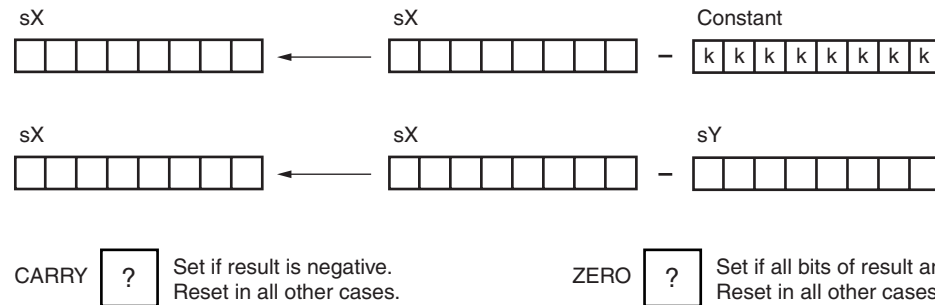 sX sX Constant
– k k k k k k k k
sX sX sY
–
CARRY ? Set if result is negative. ZERO ? Set if all bits of result
Reset in all other cases. Reset in all other cases